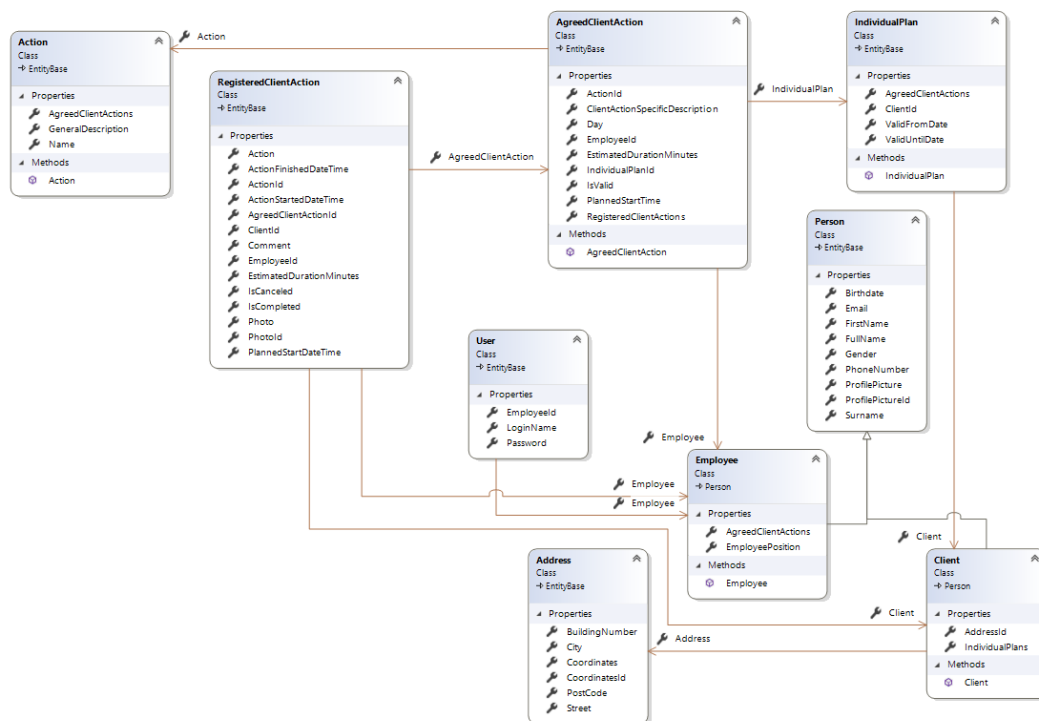 Action
Class
EntityBase
Properties
AgreedClientActions
GeneralDescription
Name
Methods
Action
Action
RegisteredClientAction
Class
EntityBase
Properties
Action
ActionFinishedDateTime
ActionId
ActionStartedDateTime
AgreedClientActionId
ClientId
Comment
EmployeeId
EstimatedDurationMinutes
IsCanceled
IsCompleted
Photo
PhotoId
PlannedStartDateTime
AgreedClientAction
AgreedClientAction
Class
EntityBase
Properties
ActionId
ClientActionSpecificDescription
Day
EmployeeId
EstimatedDurationMinutes
IndividualPlanId
IsValid
PlannedStartTime
RegisteredClientActions
Methods
AgreedClientAction
IndividualPlan
IndividualPlan
Class
EntityBase
Properties
AgreedClientActions
ClientId
ValidFromDate
ValidUntilDate
Methods
IndividualPlan
Person
Class
EntityBase
Properties
Birthdate
Email
FirstName
FullName
Gender
PhoneNumber
ProfilePicture
ProfilePictureId
Surname
User
Class
EntityBase
Properties
EmployeeId
LoginName
Password
Employee
Employee
Employee
Employee
Class
Person
Properties
AgreedClientActions
EmployeePosition
Methods
Employee
Client
Client
Address
Address
Class
EntityBase
Properties
BuildingNumber
City
Coordinates
CoordinatesId
PostCode
Street
Client
Class
Person
Properties
AddressId
IndividualPlans
Methods
Client